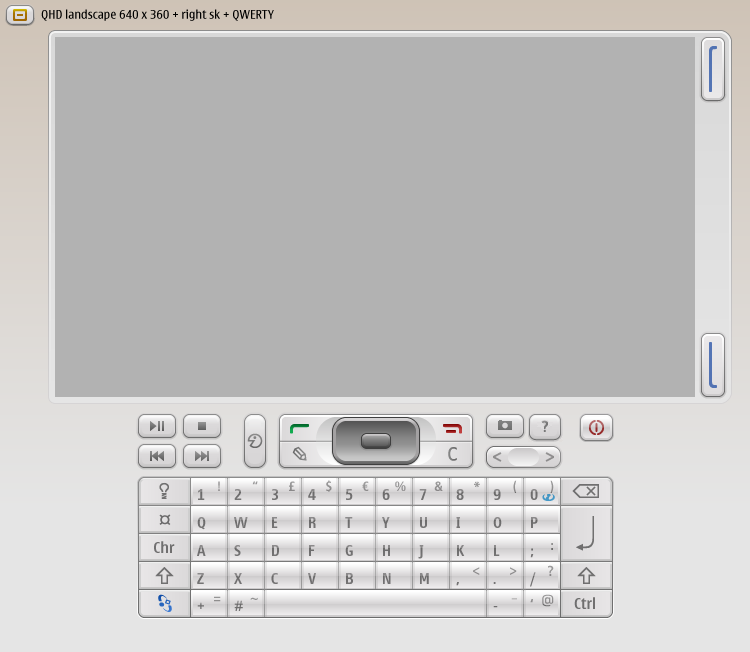 QHD landscape 640 x 360 + right sk + QWERTY
i ?
C < >
1 ! 2 " 3 £ 4 $ 5 € 6 % 7 & 8 * 9 ( 0 )
Q W E R T Y U I O P
Chr A S D F G H J K L ; :
Z X C V B N M , < . > / ?
+ = # ~ - _ ' @ Ctrl